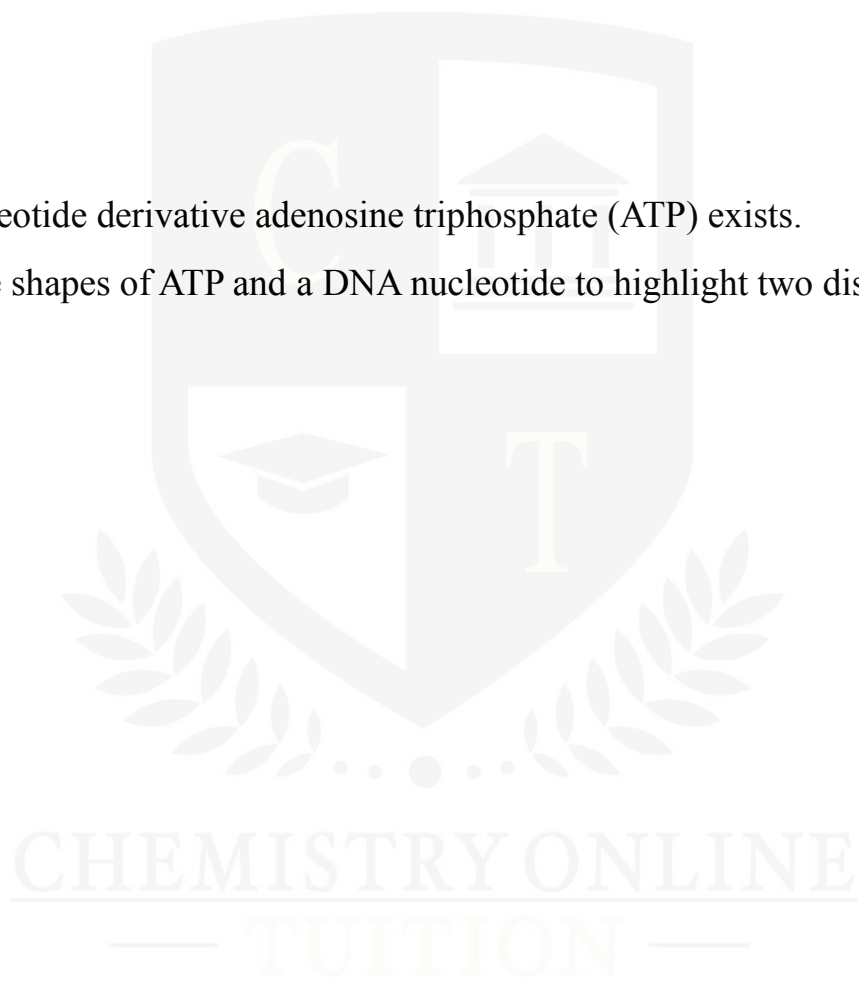 eotide derivative adenosine triphosphate (ATP) exists.
shapes of ATP and a DNA nucleotide to highlight two dis
C
T
CHEMISTRY ONLINE
TUITION